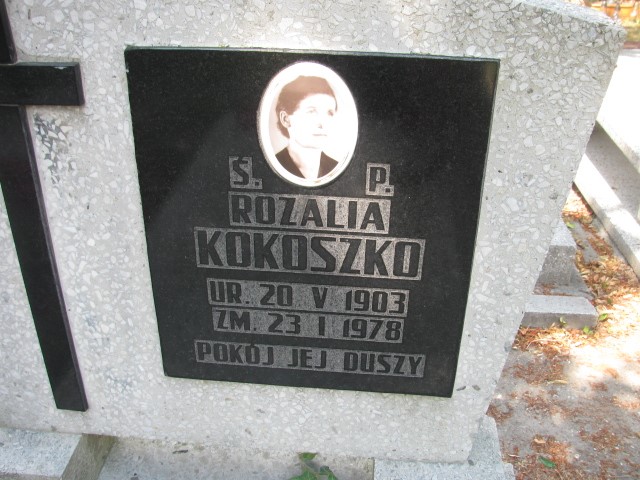 Ś. P.
ROZALIA
KOKOSZKO
UR. 20 V 1903
ZM. 23 I 1978
POKÓJ JEJ DUSZY